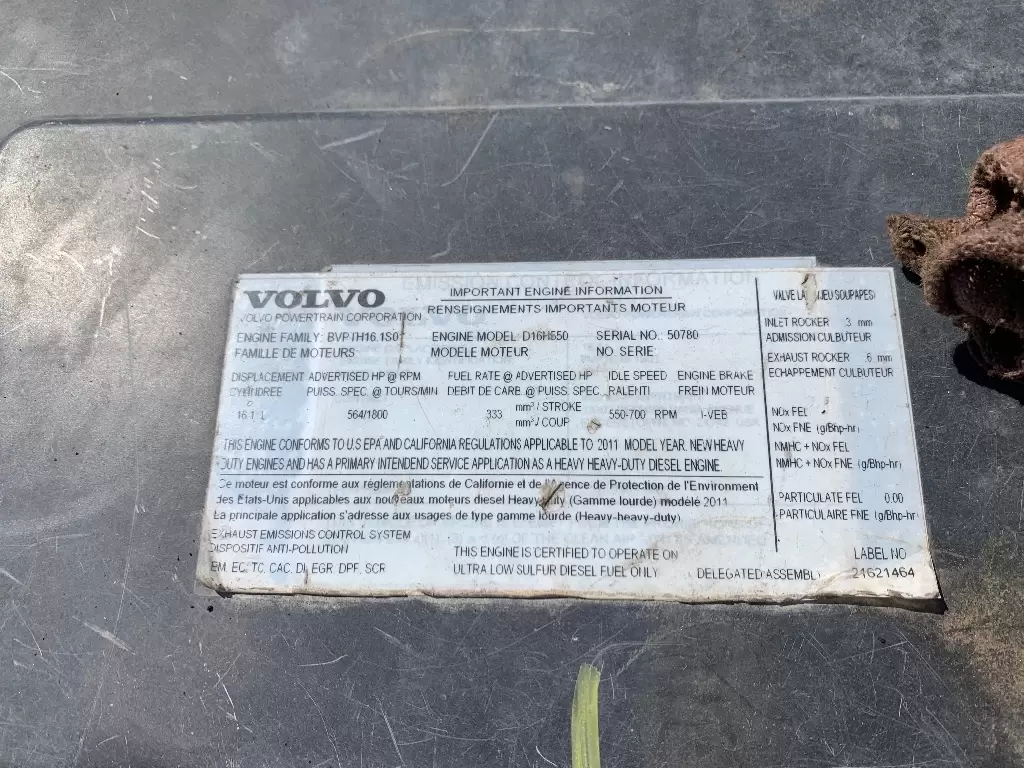 VOLVO
VOLVO POWERTRAIN CORPORATION
IMPORTANT ENGINE INFORMATION
RENSEIGNEMENTS IMPORTANTS MOTEUR
ENGINE FAMILY: ENGINE MODEL: D16H550 SERIAL NO.: 50780
FAMILLE DE MOTEURS MODELE MOTEUR NO. SERIE:
DISPLACEMENT ADVERTISED HP @ RPM FUEL RATE @ ADVERTISED HP IDLE SPEED ENGINE BRAKE
CYLINDREE PUISS. SPEC. @ TOURS/MIN DEBIT DE CARB. @ PUISS. SPEC. RALENTI FREIN MOTEUR
16.1 L 564/1800 333 mm³/ STROKE 550-700 RPM I-VEB
mm³/ COUP
THIS ENGINE CONFORMS TO U.S EPA AND CALIFORNIA REGULATIONS APPLICABLE TO 2011 MODEL YEAR. NEW HEAVY
DUTY ENGINES AND HAS A PRIMARY INTENDEND SERVICE APPLICATION AS A HEAVY HEAVY-DUTY DIESEL ENGINE.
Ce moteur est conforme aux réglementations de Californie et de Protection de l'Environment
des Etats-Unis applicables aux nouveaux moteurs diesel Heavy duty (Gamme lourde) modélé 2011
La principale application s'adresse aux usages de type gamme lourde (Heavy-heavy-duty)
EXHAUST EMISSIONS CONTROL SYSTEM
DISPOSITIF ANTI-POLLUTION
EM, EC, TC, CAC, DI, EGR, DPF, SCR
THIS ENGINE IS CERTIFIED TO OPERATE ON
ULTRA LOW SULFUR DIESEL FUEL ONLY
DELEGATED ASSEMBLY
VALVE (JEU SOUPAPES)
INLET ROCKER .3 mm
ADMISSION CULBUTEUR
EXHAUST ROCKER .6 mm
ECHAPPEMENT CULBUTEUR
NOx FEL
NOx FNE (g/Bhp-hr)
NMHC + NOx FEL
NMHC + NOx FNE (g/Bhp-hr)
PARTICULATE FEL 0.00
PARTICULAIRE FNE (g/Bhp-hr)
LABEL NO
21621464